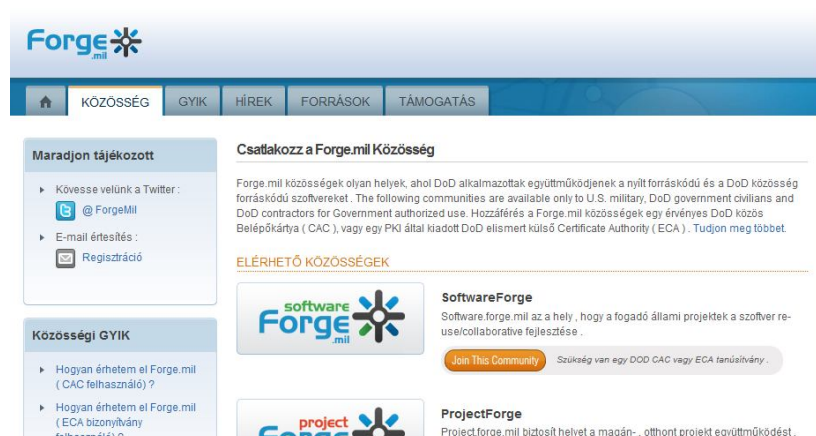 Forge
.mil
KÖZÖSSÉG GYIK HÍREK FORRÁSOK TÁMOGATÁS
Maradjon tájékozott
Kövesse velünk a Twitter :
@ ForgeMil
E-mail értesítés :
Regisztráció
Közösségi GYIK
Hogyan érhetem el Forge.mil
( CAC felhasználó) ?
Hogyan érhetem el Forge.mil
( ECA bizonyítvány
felhasználó) ?
Csatlakozz a Forge.mil Közösség
Forge.mil közösségek olyan helyek, ahol DoD alkalmazottak együttműködjenek a nyílt forráskódú és a DoD közösség
forráskódú szoftvereket . The following communities are available only to U.S. military, DoD government civilians and
DoD contractors for Government authorized use. Hozzáférés a Forge.mil közösségek egy érvényes DoD közös
Belépőkártya ( CAC ), vagy egy PKI által kiadott DoD elismert külső Certificate Authority ( ECA ) . Tudjon meg többet.
ELÉRHETŐ KÖZÖSSÉGEK
software
Forge
.mil
SoftwareForge
Software.forge.mil az a hely , hogy a fogadó állami projektek a szoftver re-
use/collaborative fejlesztése .
Join This Community Szükség van egy DOD CAC vagy ECA tanúsítvány .
project
Forge
ProjectForge
Project.forge.mil biztosít helyet a magán- , otthont projekt együttműködést .